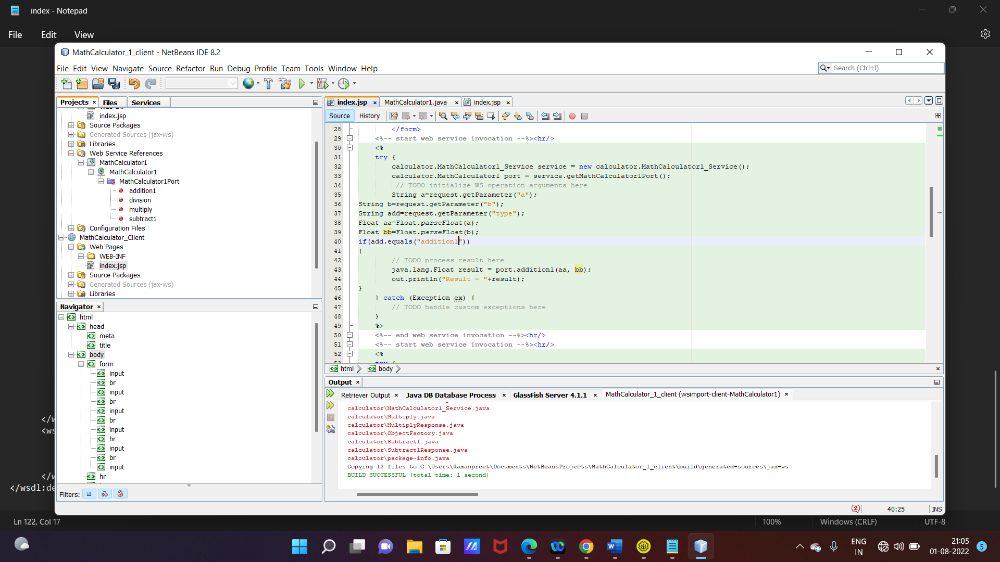 index - Notepad
File Edit View
MathCalculator_1_client - NetBeans IDE 8.2
File Edit View Navigate Source Refactor Run Debug Profile Team Tools Window Help
Search (Ctrl+I)
Projects Files Services
index.jsp
Source Packages
Generated Sources (jax-ws)
Libraries
Web Service References
MathCalculator1
MathCalculator1
MathCalculator1Port
addition1
division
multiply
subtract1
Configuration Files
MathCalculator_Client
Web Pages
WEB-INF
index.jsp
Source Packages
Generated Sources (jax-ws)
Libraries
Navigator
html
head
meta
title
body
form
input
br
input
br
input
br
input
br
input
br
input
hr
Filters:
index.jsp MathCalculator1.java index.jsp
Source History
28 </form>
29 <%-- start web service invocation --%><hr/>
30 <%
31 try {
32 calculator.MathCalculator1_Service service = new calculator.MathCalculator1_Service();
33 calculator.MathCalculator1 port = service.getMathCalculator1Port();
34 // TODO initialize WS operation arguments here
35 String a=request.getParameter("a");
36 String b=request.getParameter("b");
37 String add=request.getParameter("type");
38 Float aa=Float.parseFloat(a);
39 Float bb=Float.parseFloat(b);
40 if(add.equals("addition1"))
41 {
42 // TODO process result here
43 java.lang.Float result = port.addition1(aa, bb);
44 out.println("Result = "+result);
45 }
46 } catch (Exception ex) {
47 // TODO handle custom exceptions here
48 }
49 %>
50 <%-- end web service invocation --%><hr/>
51 <%-- start web service invocation --%><hr/>
52 <%
53 try {
html body
Output
Retriever Output Java DB Database Process GlassFish Server 4.1.1 MathCalculator_1_client (wsimport-client-MathCalculator1)
calculator\MathCalculator1_Service.java
calculator\Multiply.java
calculator\MultiplyResponse.java
calculator\ObjectFactory.java
calculator\Subtract1.java
calculator\Subtract1Response.java
calculator\package-info.java
Copying 12 files to C:\Users\Ramanpreet\Documents\NetBeansProjects\MathCalculator_1_client\build\generated-sources\jax-ws
BUILD SUCCESSFUL (total time: 1 second)
2 40:25 INS
</w
<ws
</w
</wsdl:de
Ln 122, Col 17 100% Windows (CRLF) UTF-8
ENG
IN
21:05
01-08-2022
5